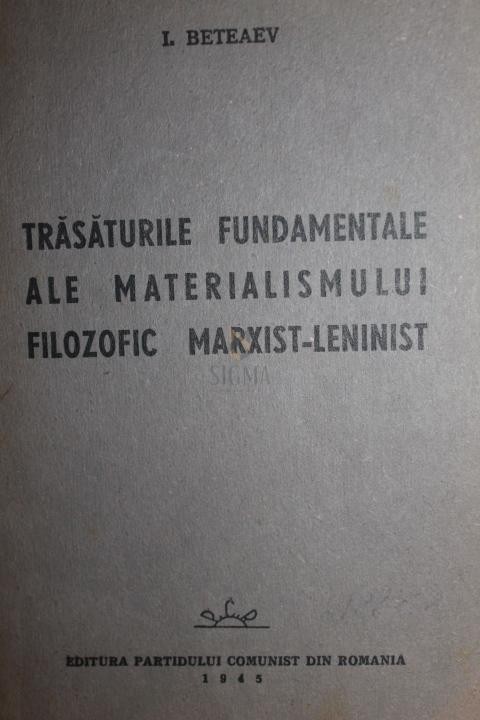 I. BETEAEV
TRĂSĂTURILE FUNDAMENTALE
ALE MATERIALISMULUI
FILOZOFIC MARXIST-LENINIST
SIGMA
EDITURA PARTIDULUI COMUNIST DIN ROMANIA
1945